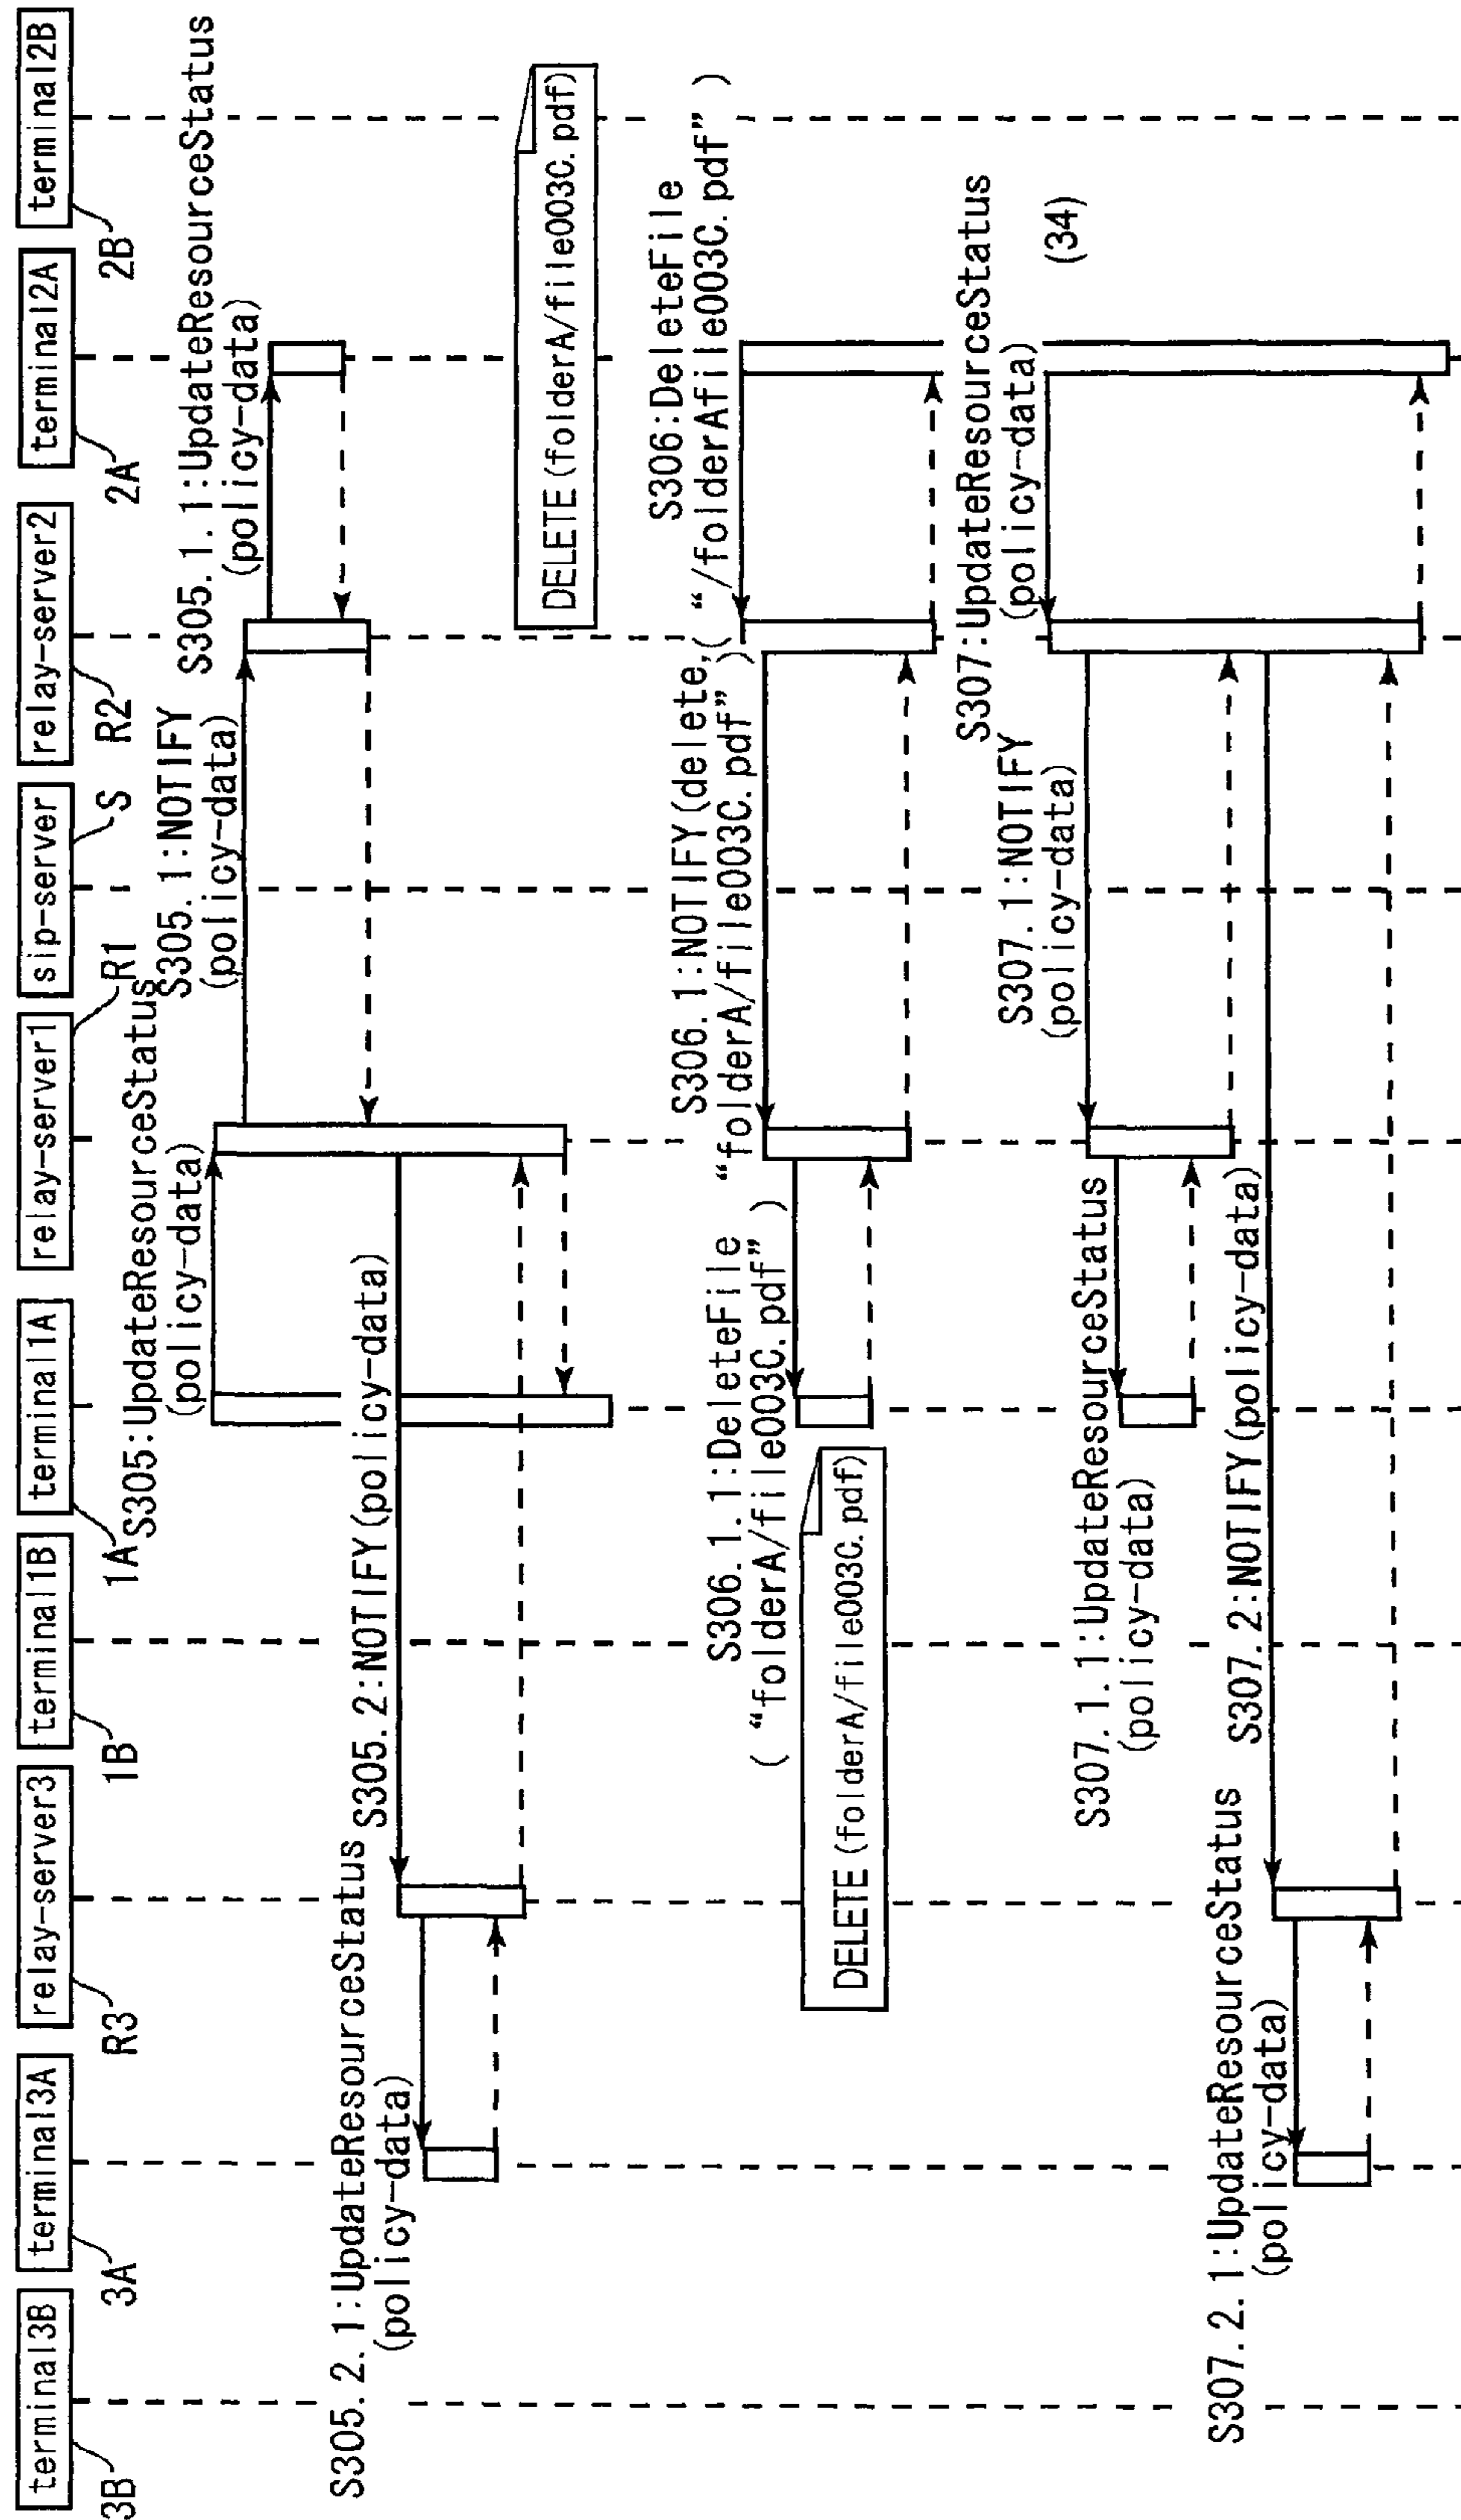 terminal3B
terminal3A
relay-server3
terminal1B
terminal1A
relay-server1
sip-server
relay-server2
terminal2A
terminal2B
3B
3A
R3
1B
1A
R1
S
R2
2A
2B
S305:UpdateResourceStatus
(policy-data)
S305.1:NOTIFY
(policy-data)
S305.1.1:UpdateResourceStatus
(policy-data)
S305.2:NOTIFY(policy-data)
S305.2.1:UpdateResourceStatus
(policy-data)
DELETE(folderA/file003C.pdf)
S306:DeleteFile
( “/folderAfile003C.pdf” )
S306.1:NOTIFY(delete,
“folderA/file003C.pdf” )
S306.1.1:DeleteFile
( “folderA/file003C.pdf” )
DELETE(folderA/file003C.pdf)
S307:UpdateResourceStatus
(policy-data)
(34)
S307.1:NOTIFY
(policy-data)
S307.1.1:UpdateResourceStatus
(policy-data)
S307.2:NOTIFY(policy-data)
S307.2.1:UpdateResourceStatus
(policy-data)